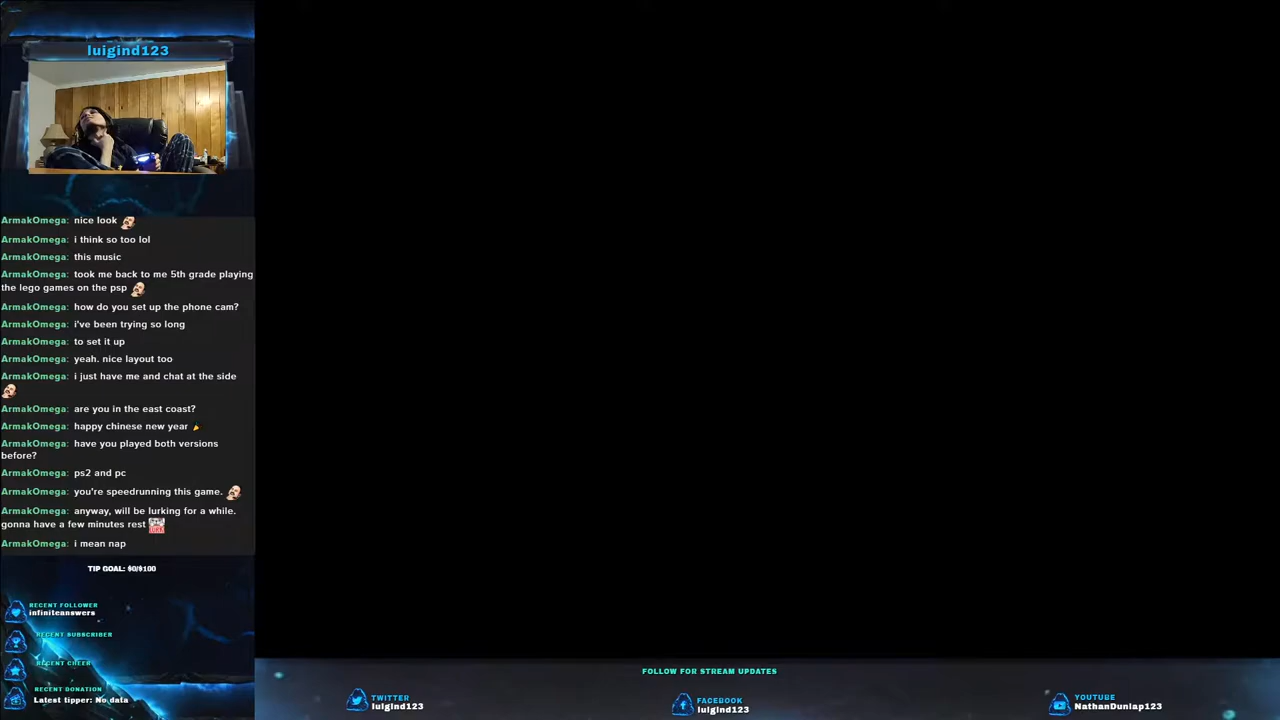 luigind123
ArmakOmega: nice look
ArmakOmega: i think so too lol
ArmakOmega: this music
ArmakOmega: took me back to me 5th grade playing
the lego games on the psp
ArmakOmega: how do you set up the phone cam?
ArmakOmega: i've been trying so long
ArmakOmega: to set it up
ArmakOmega: yeah. nice layout too
ArmakOmega: i just have me and chat at the side
ArmakOmega: are you in the east coast?
ArmakOmega: happy chinese new year
ArmakOmega: have you played both versions
before?
ArmakOmega: ps2 and pc
ArmakOmega: you're speedrunning this game.
ArmakOmega: anyway, will be lurking for a while.
gonna have a few minutes rest
ArmakOmega: i mean nap
TIP GOAL: $0/$100
RECENT FOLLOWER
infiniteanswers
RECENT SUBSCRIBER
RECENT CHEER
RECENT DONATION
Latest tipper: No data
FOLLOW FOR STREAM UPDATES
TWITTER
luigind123
FACEBOOK
luigind123
YOUTUBE
NathanDunlap123